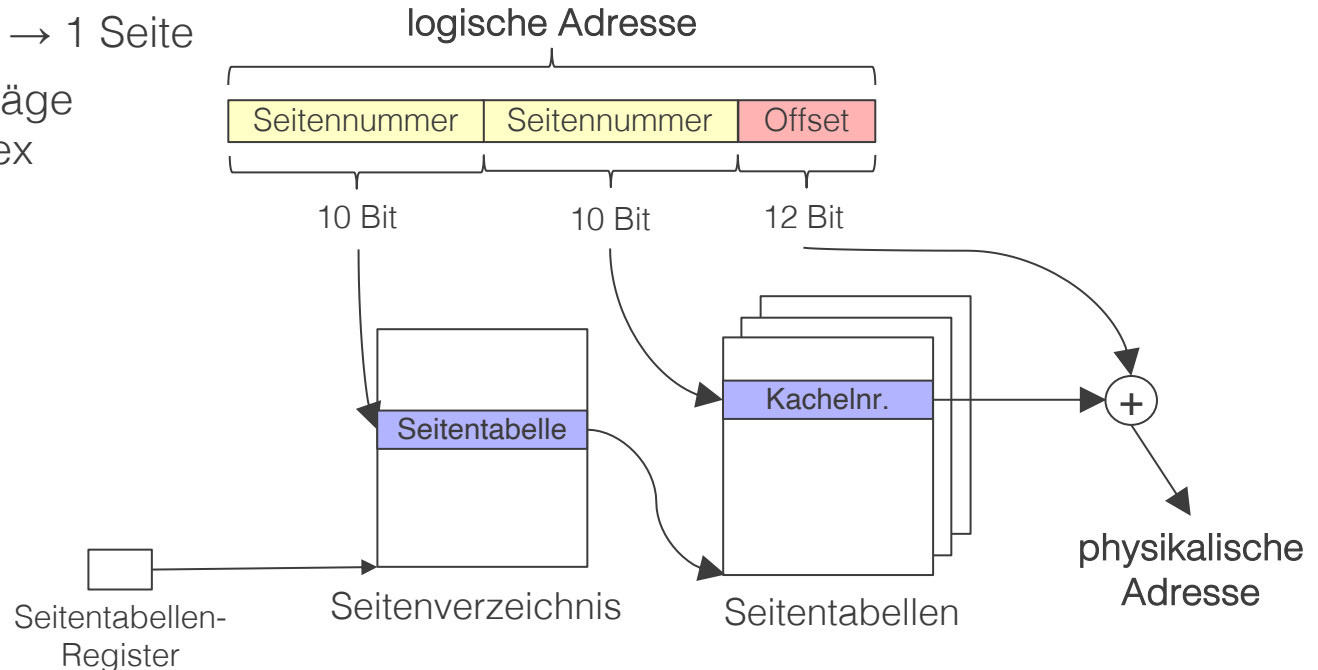 → 1 Seite
logische Adresse
äge
ex
Seitennummer
Seitennummer
Offset
10 Bit
10 Bit
12 Bit
Kachelnr.
+
Seitentabelle
physikalische
Adresse
Seitenverzeichnis
Seitentabellen
Seitentabellen-
Register